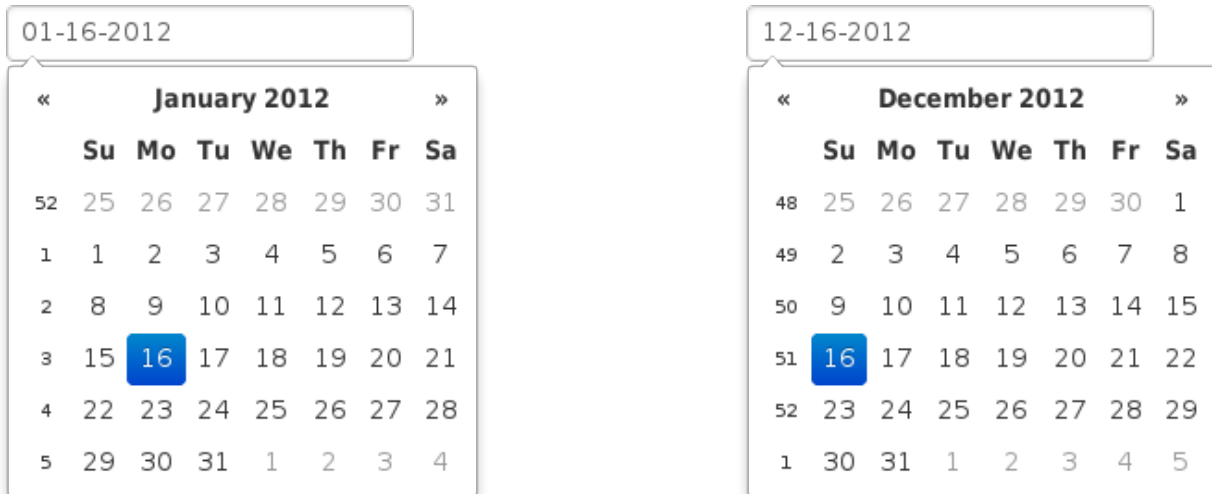 01-16-2012
« January 2012 »
Su Mo Tu We Th Fr Sa
52 25 26 27 28 29 30 31
1 1 2 3 4 5 6 7
2 8 9 10 11 12 13 14
3 15 16 17 18 19 20 21
4 22 23 24 25 26 27 28
5 29 30 31 1 2 3 4
12-16-2012
« December 2012 »
Su Mo Tu We Th Fr Sa
48 25 26 27 28 29 30 1
49 2 3 4 5 6 7 8
50 9 10 11 12 13 14 15
51 16 17 18 19 20 21 22
52 23 24 25 26 27 28 29
1 30 31 1 2 3 4 5